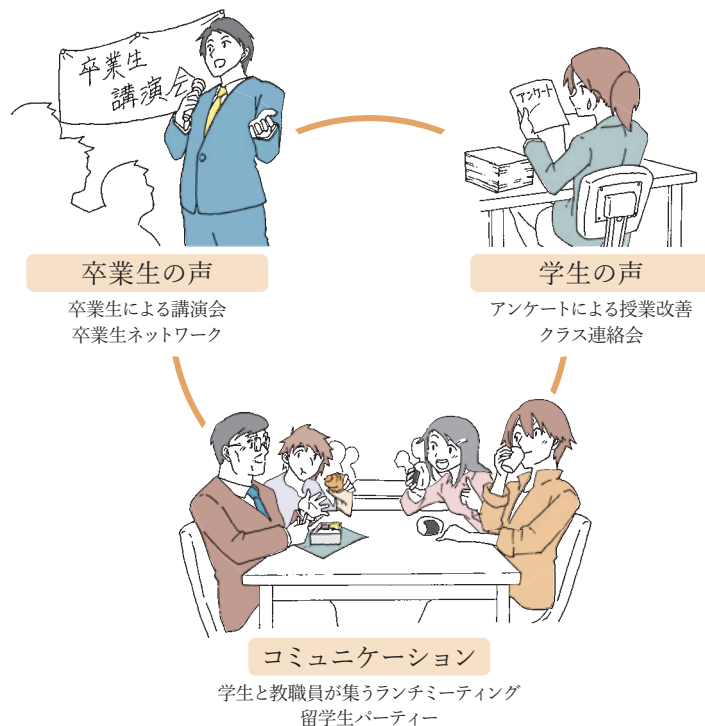 卒業生
講演会
アンケート
卒業生の声
卒業生による講演会
卒業生ネットワーク
学生の声
アンケートによる授業改善
クラス連絡会
コミュニケーション
学生と教職員が集うランチミーティング
留学生パーティー